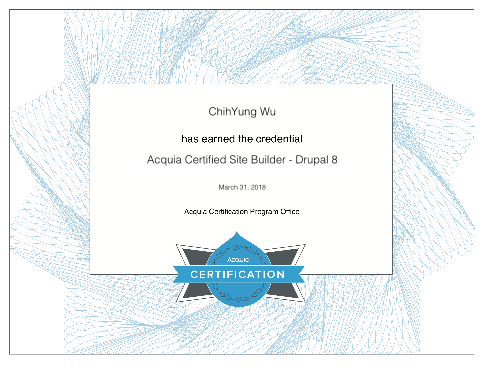 ChihYung Wu
has earned the credential
Acquia Certified Site Builder - Drupal 8
March 31, 2018
Acquia Certification Program Office
ACQUIA
CERTIFICATION